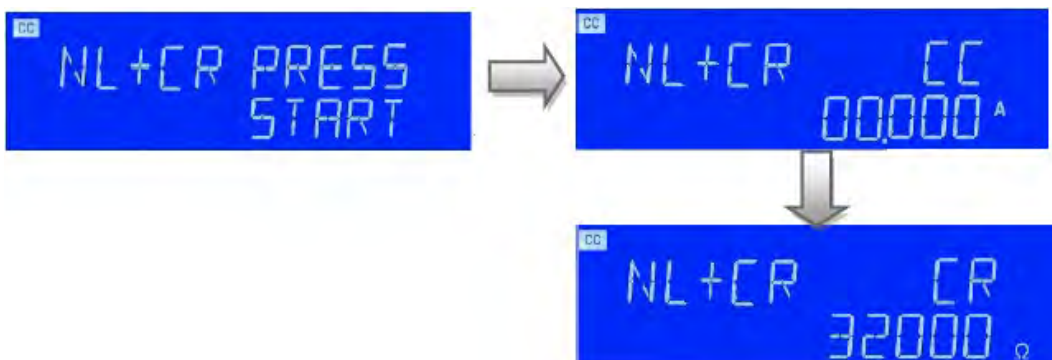 CC
NL+CR PRESS
START
CC
NL+CR CC
00.000 A
CC
NL+CR CR
32000 Ω